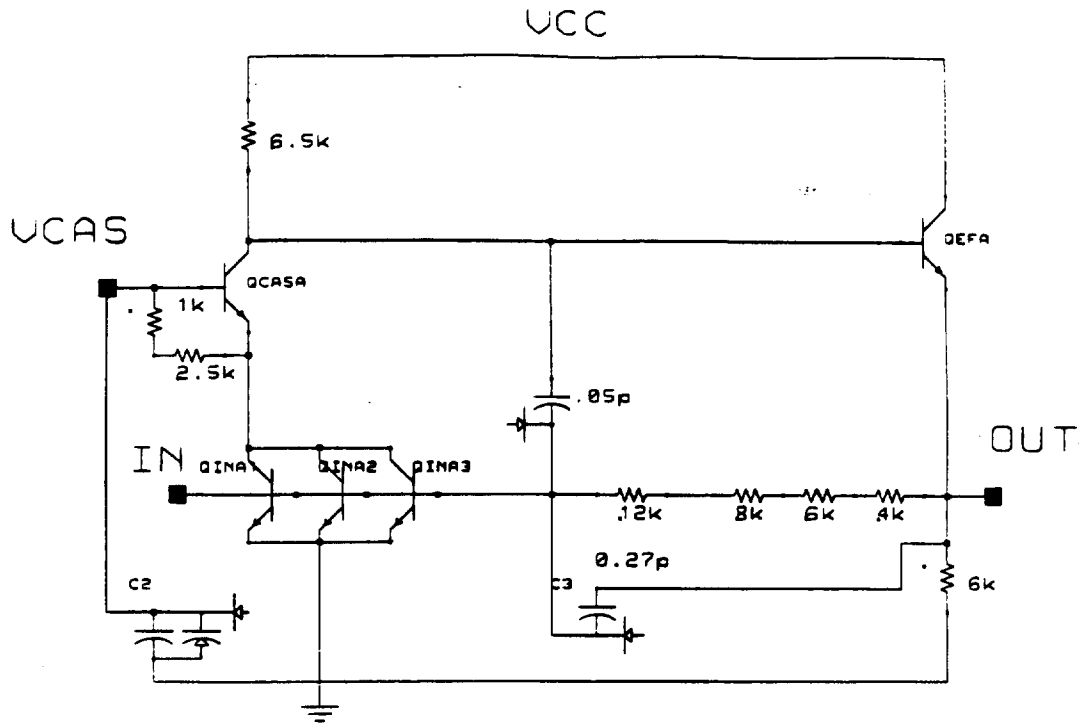 VCC
6.5k
VCAS
QCASA
QEFA
1k
2.5k
.05p
IN
QINA1
QINA2
QINA3
OUT
12k
8k
6k
4k
C2
C3
0.27p
6k